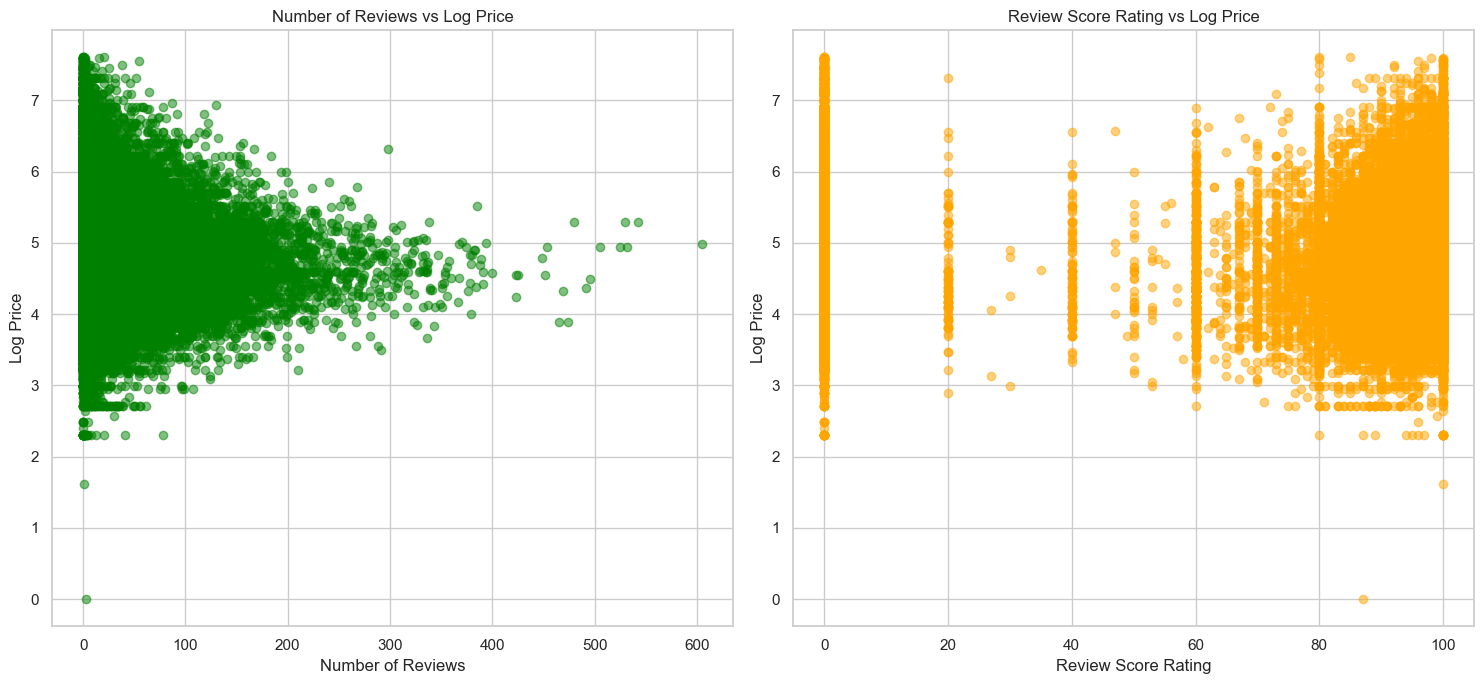 Number of Reviews vs Log Price
Log Price
7
6
5
4
3
2
1
0
0 100 200 300 400 500 600
Number of Reviews
Review Score Rating vs Log Price
Log Price
7
6
5
4
3
2
1
0
0 20 40 60 80 100
Review Score Rating